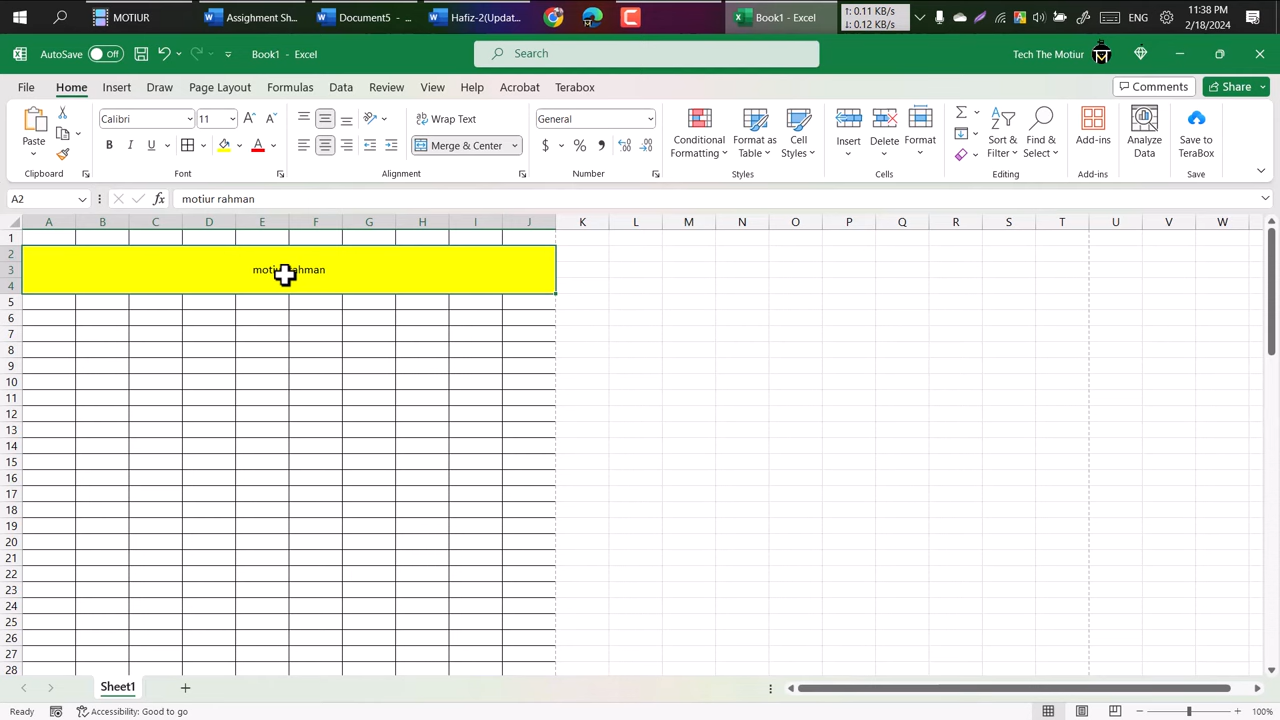 MOTIUR
Assighment Sh...
Document5 - ...
Hafiz-2(Updat...
Book1 - Excel
↑: 0.11 KB/s
↓: 0.12 KB/s
ENG
11:38 PM
2/18/2024
AutoSave
Off
Book1 - Excel
Search
Tech The Motiur
File
Home
Insert
Draw
Page Layout
Formulas
Data
Review
View
Help
Acrobat
Terabox
Comments
Share
Paste
Calibri
11
Wrap Text
Merge & Center
General
Conditional
Formatting
Format as
Table
Cell
Styles
Insert
Delete
Format
Sort &
Filter
Find &
Select
Add-ins
Analyze
Data
Save to
TeraBox
Clipboard
Font
Alignment
Number
Styles
Cells
Editing
Add-ins
Save
A2
fx
motiur rahman
A B C D E F G H I J K L M N O P Q R S T U V W
1
2
3
motiur rahman
4
5
6
7
8
9
10
11
12
13
14
15
16
17
18
19
20
21
22
23
24
25
26
27
28
Sheet1
Ready
Accessibility: Good to go
100%